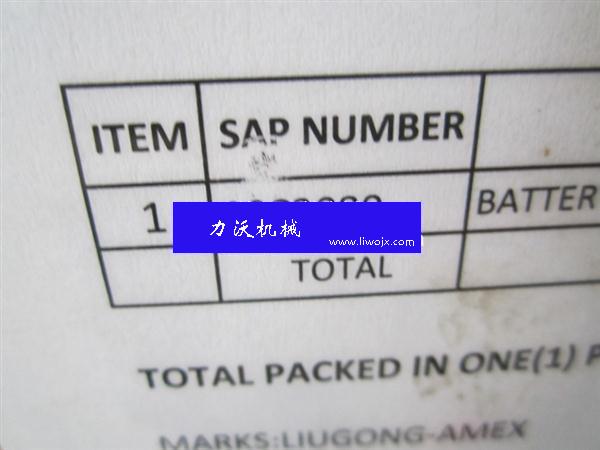 ITEM SAP NUMBER
1 BATTER
力沃机械
www.liwojx.com
TOTAL
TOTAL PACKED IN ONE(1) P
MARKS:LIUGONG-AMEX